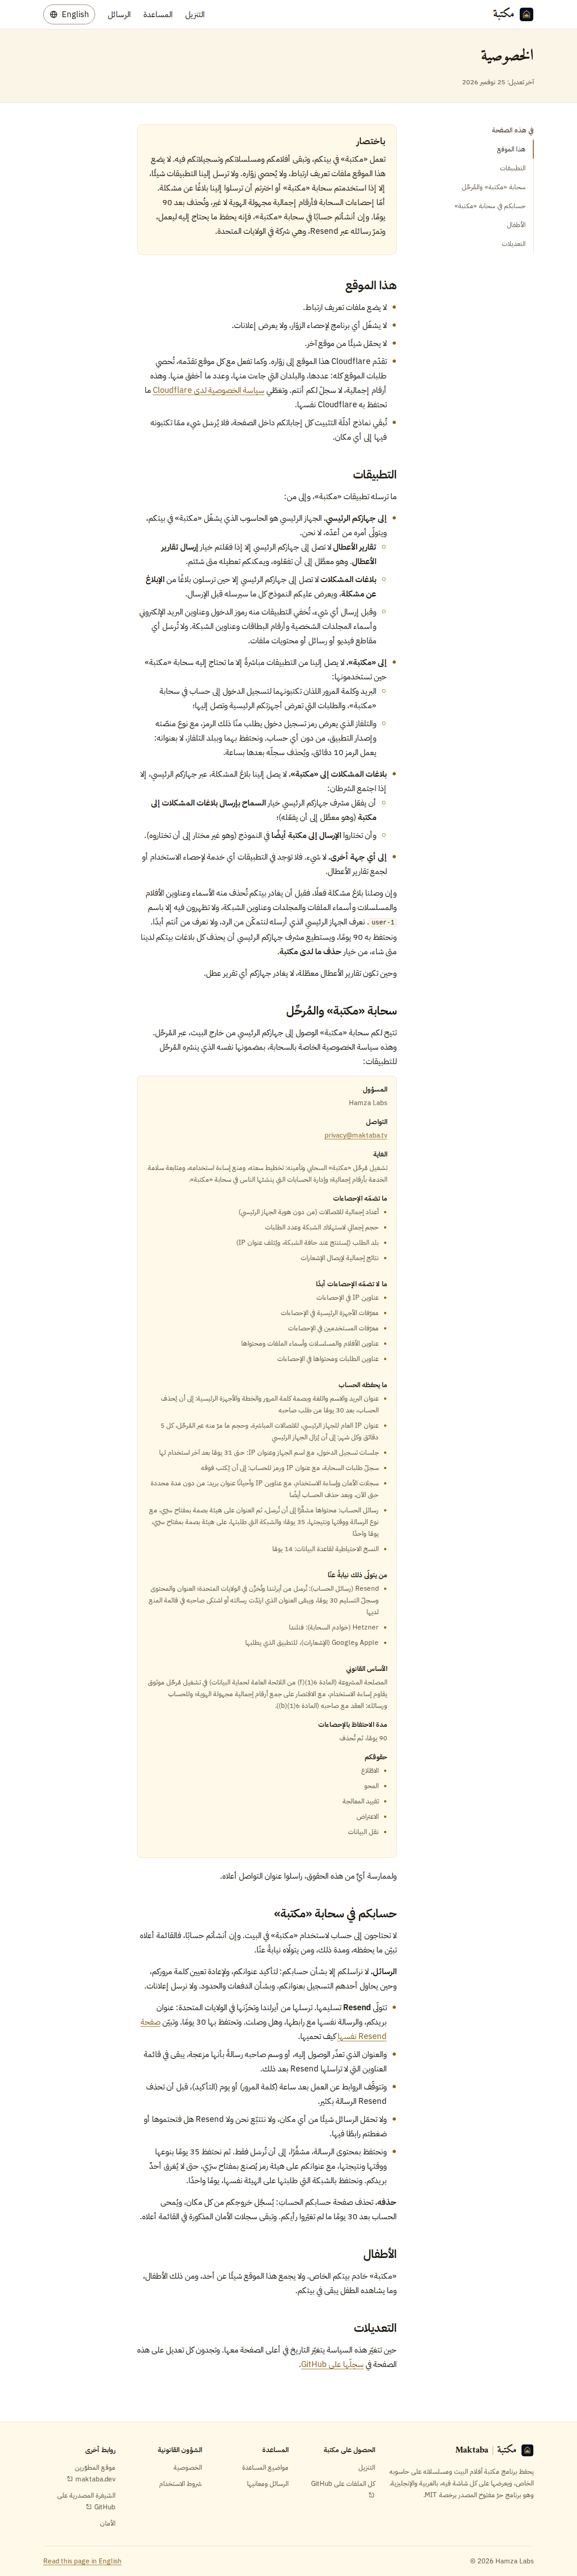 مكتبة
التنزيل
المساعدة
الرسائل
English
الخصوصية
آخر تعديل: 25 نوفمبر 2026
في هذه الصفحة
هذا الموقع
التطبيقات
سحابة «مكتبة» والمُرحِّل
حسابكم في سحابة «مكتبة»
الأطفال
التعديلات
باختصار
تعمل «مكتبة» في بيتكم، وتبقى أفلامكم ومسلسلاتكم وتسجيلاتكم فيه. ولا يضع
هذا الموقع ملفات تعريف ارتباط، ولا يُحصي زوّاره. ولا ترسل إلينا التطبيقات شيئًا،
إلا إذا استخدمتم سحابة «مكتبة» أو اخترتم أن ترسلوا إلينا بلاغًا عن مشكلة.
أمّا إحصاءات السحابة فأرقام إجمالية مجهولة الهوية لا غير، وتُحذف بعد 90
يومًا. وإن أنشأتم حسابًا في سحابة «مكتبة»، فإنه يحفظ ما يحتاج إليه ليعمل،
وتمرّ رسائله عبر Resend، وهي شركة في الولايات المتحدة.
هذا الموقع
لا يضع ملفات تعريف ارتباط.
لا يشغّل أي برنامج لإحصاء الزوّار، ولا يعرض إعلانات.
لا يحمّل شيئًا من موقع آخر.
تقدّم Cloudflare هذا الموقع إلى زوّاره. وكما تفعل مع كل موقع تقدّمه، تُحصي
طلبات الموقع كله: عددها، والبلدان التي جاءت منها، وعدد ما أخفق منها. وهذه
أرقام إجمالية، لا سجلّ لكم أنتم. وتغطّي سياسة الخصوصية لدى Cloudflare ما
تحتفظ به Cloudflare نفسها.
تُبقي نماذج أدلّة التثبيت كل إجاباتكم داخل الصفحة، فلا يُرسَل شيء ممّا تكتبونه
فيها إلى أي مكان.
التطبيقات
ما ترسله تطبيقات «مكتبة»، وإلى من:
إلى جهازكم الرئيسي. الجهاز الرئيسي هو الحاسوب الذي يشغّل «مكتبة» في بيتكم،
ويتولّى أمره من أعدّه، لا نحن.
تقارير الأعطال لا تصل إلى جهازكم الرئيسي إلا إذا فعّلتم خيار إرسال تقارير
الأعطال. وهو معطَّل إلى أن تفعّلوه، ويمكنكم تعطيله متى شئتم.
بلاغات المشكلات لا تصل إلى جهازكم الرئيسي إلا حين ترسلون بلاغًا من الإبلاغ
عن مشكلة، ويعرض عليكم النموذج كل ما سيرسله قبل الإرسال.
وقبل إرسال أي شيء، تُخفي التطبيقات منه رموز الدخول وعناوين البريد الإلكتروني
وأسماء المجلدات الشخصية وأرقام البطاقات وعناوين الشبكة. ولا تُرسَل أي
مقاطع فيديو أو رسائل أو محتويات ملفات.
إلى «مكتبة». لا يصل إلينا من التطبيقات مباشرةً إلا ما تحتاج إليه سحابة «مكتبة»
حين تستخدمونها:
البريد وكلمة المرور اللذان تكتبونهما لتسجيل الدخول إلى حساب في سحابة
«مكتبة»، والطلبات التي تعرض أجهزتكم الرئيسية وتصل إليها؛
والتلفاز الذي يعرض رمز تسجيل دخول يطلب منّا ذلك الرمز، مع نوع منصّته
وإصدار التطبيق، من دون أي حساب. ونحتفظ بهما وببلد التلفاز، لا بعنوانه:
يعمل الرمز 10 دقائق، ويُحذف سجلّه بعدها بساعة.
بلاغات المشكلات إلى «مكتبة». لا يصل إلينا بلاغ المشكلة، عبر جهازكم الرئيسي، إلا
إذا اجتمع الشرطان:
أن يفعّل مشرف جهازكم الرئيسي خيار السماح بإرسال بلاغات المشكلات إلى
مكتبة (وهو معطَّل إلى أن يفعّله)؛
وأن تختاروا الإرسال إلى مكتبة أيضًا في النموذج (وهو غير مختار إلى أن تختاروه).
إلى أي جهة أخرى. لا شيء. فلا توجد في التطبيقات أي خدمة لإحصاء الاستخدام أو
لجمع تقارير الأعطال.
وإن وصلنا بلاغ مشكلة فعلًا، فقبل أن يغادر بيتكم تُحذف منه الأسماء وعناوين الأفلام
والمسلسلات وأسماء الملفات والمجلدات وعناوين الشبكة، ولا تظهرون فيه إلا باسم
user-1. نعرف الجهاز الرئيسي الذي أرسله لنتمكّن من الرد، ولا نعرف من أنتم أبدًا.
ونحتفظ به 90 يومًا، ويستطيع مشرف جهازكم الرئيسي أن يحذف كل بلاغات بيتكم لدينا
متى شاء، من خيار حذف ما لدى مكتبة.
وحين تكون تقارير الأعطال معطّلة، لا يغادر جهازكم أي تقرير عطل.
سحابة «مكتبة» والمُرحِّل
تتيح لكم سحابة «مكتبة» الوصول إلى جهازكم الرئيسي من خارج البيت، عبر المُرحِّل.
وهذه سياسة الخصوصية الخاصة بالسحابة، بمضمونها نفسه الذي ينشره المُرحِّل
للتطبيقات:
المسؤول
Hamza Labs
التواصل
privacy@maktaba.tv
الغاية
تشغيل مُرحِّل «مكتبة» السحابي وتأمينه: تخطيط سعته، ومنع إساءة استخدامه، ومتابعة سلامة
الخدمة بأرقام إجمالية؛ وإدارة الحسابات التي ينشئها الناس في سحابة «مكتبة».
ما تضمّه الإحصاءات
أعداد إجمالية للاتصالات (من دون هوية الجهاز الرئيسي)
حجم إجمالي لاستهلاك الشبكة وعدد الطلبات
بلد الطلب (يُستنتج عند حافة الشبكة، ويُتلف عنوان IP)
نتائج إجمالية لإيصال الإشعارات
ما لا تضمّه الإحصاءات أبدًا
عناوين IP في الإحصاءات
معرّفات الأجهزة الرئيسية في الإحصاءات
معرّفات المستخدمين في الإحصاءات
عناوين الأفلام والمسلسلات وأسماء الملفات ومحتواها
عناوين الطلبات ومحتواها في الإحصاءات
ما يحفظه الحساب
عنوان البريد والاسم واللغة وبصمة كلمة المرور والخطة والأجهزة الرئيسية: إلى أن يُحذف
الحساب، بعد 30 يومًا من طلب صاحبه
عنوان IP العام للجهاز الرئيسي، للاتصالات المباشرة، وحجم ما مرّ منه عبر المُرحِّل، كل 5
دقائق وكل شهر: إلى أن يُزال الجهاز الرئيسي
جلسات تسجيل الدخول، مع اسم الجهاز وعنوان IP: حتى 31 يومًا بعد آخر استخدام لها
سجلّ طلبات السحابة، مع عنوان IP ورمز للحساب: إلى أن يُكتب فوقه
سجلات الأمان وإساءة الاستخدام، مع عناوين IP وأحيانًا عنوان بريد: من دون مدة محددة
حتى الآن، وبعد حذف الحساب أيضًا
رسائل الحساب: محتواها مشفَّرًا إلى أن تُرسَل، ثم العنوان على هيئة بصمة بمفتاح سرّي، مع
نوع الرسالة ووقتها ونتيجتها، 35 يومًا؛ والشبكة التي طلبتها، على هيئة بصمة بمفتاح سرّي،
يومًا واحدًا
النسخ الاحتياطية لقاعدة البيانات: 14 يومًا
من يتولّى ذلك نيابةً عنّا
Resend (رسائل الحساب): تُرسَل من أيرلندا وتُخزَّن في الولايات المتحدة؛ العنوان والمحتوى
وسجلّ التسليم 30 يومًا، ويبقى العنوان الذي ارتدّت رسالته أو اشتكى صاحبه في قائمة المنع
لديها
Hetzner (خوادم السحابة): فنلندا
Apple وGoogle (الإشعارات)، للتطبيق الذي يطلبها
الأساس القانوني
المصلحة المشروعة (المادة 6(1)(f) من اللائحة العامة لحماية البيانات) في تشغيل مُرحِّل موثوق
يقاوم إساءة الاستخدام، مع الاقتصار على جمع أرقام إجمالية مجهولة الهوية؛ وللحساب
ورسائله: العقد مع صاحبه (المادة 6(1)(b)).
مدة الاحتفاظ بالإحصاءات
90 يومًا، ثم تُحذف
حقوقكم
الاطّلاع
المحو
تقييد المعالجة
الاعتراض
نقل البيانات
ولممارسة أيٍّ من هذه الحقوق، راسلوا عنوان التواصل أعلاه.
حسابكم في سحابة «مكتبة»
لا تحتاجون إلى حساب لاستخدام «مكتبة» في البيت. وإن أنشأتم حسابًا، فالقائمة أعلاه
تبيّن ما يحفظه، ومدة ذلك، ومن يتولّاه نيابةً عنّا.
الرسائل. لا نراسلكم إلا بشأن حسابكم: لتأكيد عنوانكم، ولإعادة تعيين كلمة مروركم،
وحين يحاول أحدهم التسجيل بعنوانكم، وبشأن الدفعات والحدود. ولا نرسل إعلانات.
تتولّى Resend تسليمها. ترسلها من أيرلندا وتخزّنها في الولايات المتحدة: عنوان
بريدكم، والرسالة نفسها مع رابطها، وهل وصلت. وتحتفظ بها 30 يومًا. وتبيّن صفحة
Resend نفسها كيف تحميها.
والعنوان الذي تعذّر الوصول إليه، أو وسم صاحبه رسالةً بأنها مزعجة، يبقى في قائمة
العناوين التي لا تراسلها Resend بعد ذلك.
وتتوقّف الروابط عن العمل بعد ساعة (كلمة المرور) أو يوم (التأكيد)، قبل أن تحذف
Resend الرسالة بكثير.
ولا تحمّل الرسائل شيئًا من أي مكان، ولا نتتبّع نحن ولا Resend هل فتحتموها أو
ضغطتم رابطًا فيها.
ونحتفظ بمحتوى الرسالة، مشفَّرًا، إلى أن تُرسَل فقط. ثم نحتفظ 35 يومًا بنوعها
ووقتها ونتيجتها، مع عنوانكم على هيئة رمز يُصنع بمفتاح سرّي، حتى لا يُغرق أحدٌ
بريدكم. ونحتفظ بالشبكة التي طلبتها على الهيئة نفسها، يومًا واحدًا.
حذفه. تحذف صفحة حسابكم الحساب: يُسجَّل خروجكم من كل مكان، ويُمحى
الحساب بعد 30 يومًا ما لم تغيّروا رأيكم. وتبقى سجلات الأمان المذكورة في القائمة أعلاه.
الأطفال
«مكتبة» خادم بيتكم الخاص. ولا يجمع هذا الموقع شيئًا عن أحد، ومن ذلك الأطفال،
وما يشاهده الطفل يبقى في بيتكم.
التعديلات
حين تتغيّر هذه السياسة يتغيّر التاريخ في أعلى الصفحة معها. وتجدون كل تعديل على هذه
الصفحة في سجلّها على GitHub.
مكتبة | Maktaba
يحفظ برنامج مكتبة أفلام البيت ومسلسلاته على حاسوبه
الخاص، ويعرضها على كل شاشة فيه، بالعربية والإنجليزية.
وهو برنامج حرّ مفتوح المصدر برخصة MIT.
الحصول على مكتبة
التنزيل
كل الملفات على GitHub
المساعدة
مواضيع المساعدة
الرسائل ومعانيها
الشؤون القانونية
الخصوصية
شروط الاستخدام
روابط أخرى
موقع المطوّرين
maktaba.dev
الشيفرة المصدرية على
GitHub
الأمان
© 2026 Hamza Labs
Read this page in English